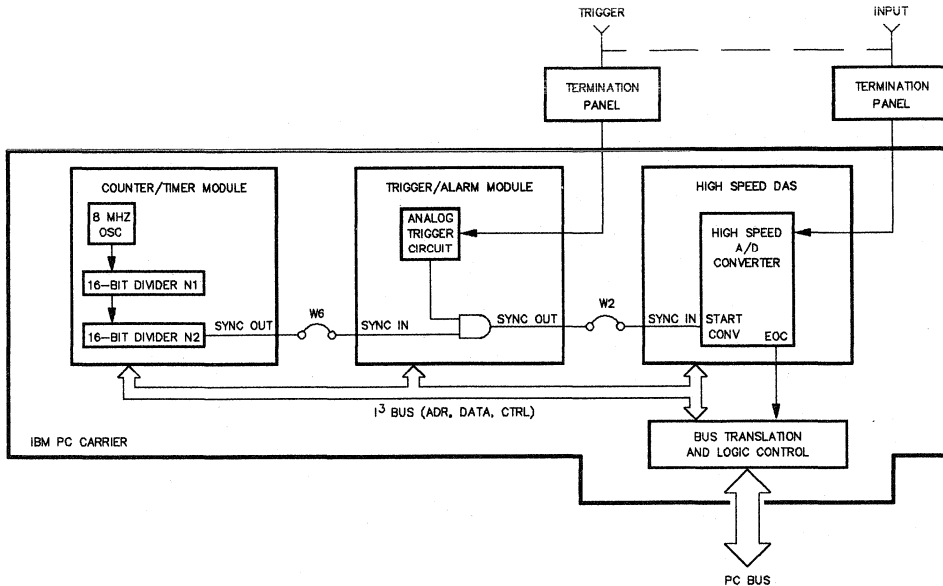 TRIGGER
INPUT
TERMINATION
PANEL
TERMINATION
PANEL
COUNTER/TIMER MODULE
8 MHZ
OSC
16-BIT DIVIDER N1
16-BIT DIVIDER N2
SYNC OUT
W6
TRIGGER/ALARM MODULE
ANALOG
TRIGGER
CIRCUIT
SYNC IN
SYNC OUT
W2
HIGH SPEED DAS
HIGH SPEED
A/D
CONVERTER
SYNC IN
START
CONV
EOC
I³ BUS (ADR, DATA, CTRL)
IBM PC CARRIER
BUS TRANSLATION
AND LOGIC CONTROL
PC BUS